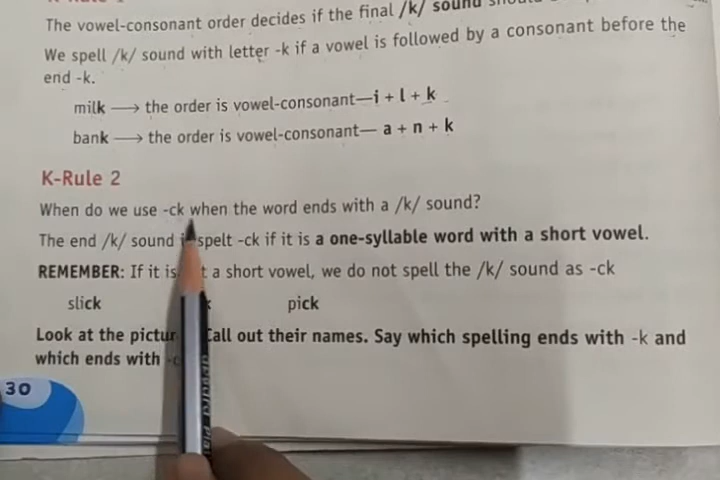 The vowel-consonant order decides if the final /k/ sound
We spell /k/ sound with letter -k if a vowel is followed by a consonant before the
end -k.
milk → the order is vowel-consonant—i + l + k
bank → the order is vowel-consonant— a + n + k
K-Rule 2
When do we use -ck when the word ends with a /k/ sound?
The end /k/ sound spelt -ck if it is a one-syllable word with a short vowel.
REMEMBER: If it is a short vowel, we do not spell the /k/ sound as -ck
slick pick
Look at the Call out their names. Say which spelling ends with -k and
which ends with
30